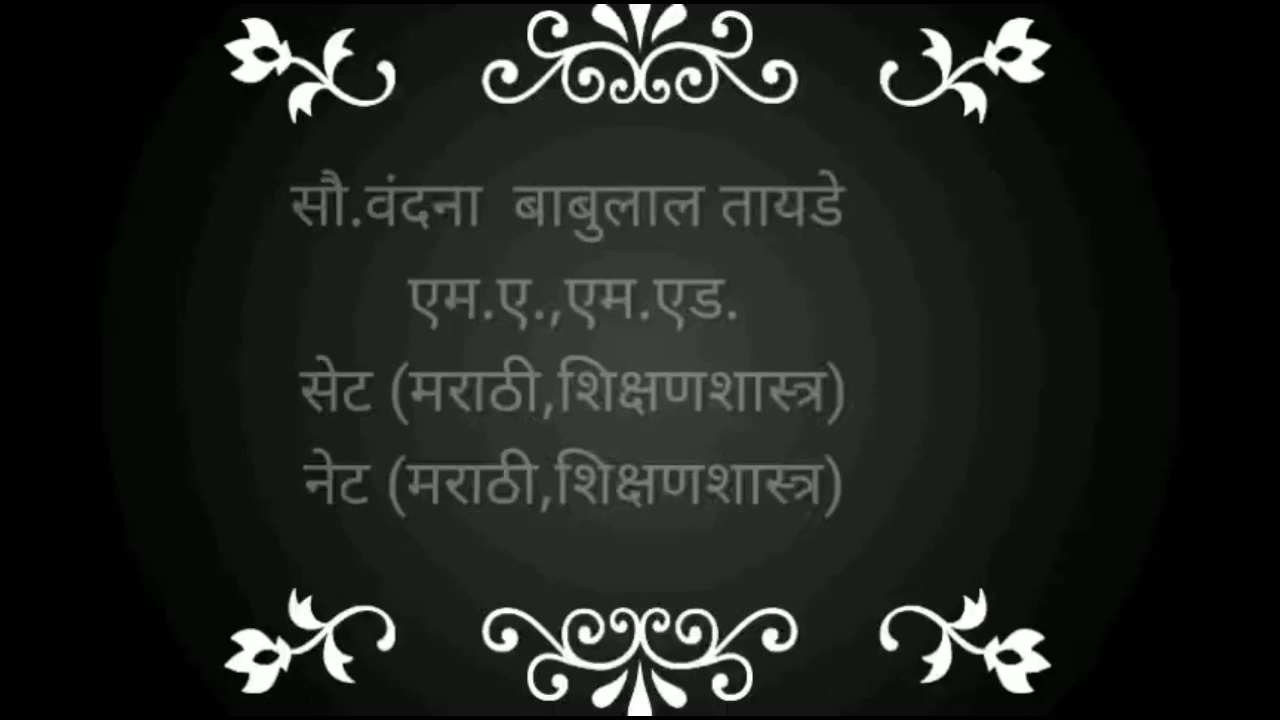 सौ.वंदना बाबुलाल तायडे
एम.ए.,एम.एड.
सेट (मराठी,शिक्षणशास्त्र)
नेट (मराठी,शिक्षणशास्त्र)